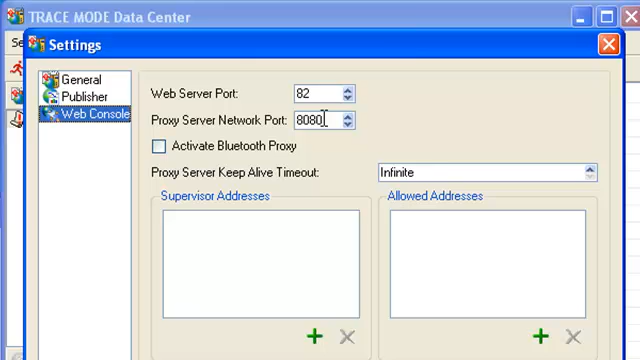 TRACE MODE Data Center
Se
Settings
General
Publisher
Web Console
Web Server Port: 82
Proxy Server Network Port: 8080
Activate Bluetooth Proxy
Proxy Server Keep Alive Timeout: Infinite
Supervisor Addresses
Allowed Addresses